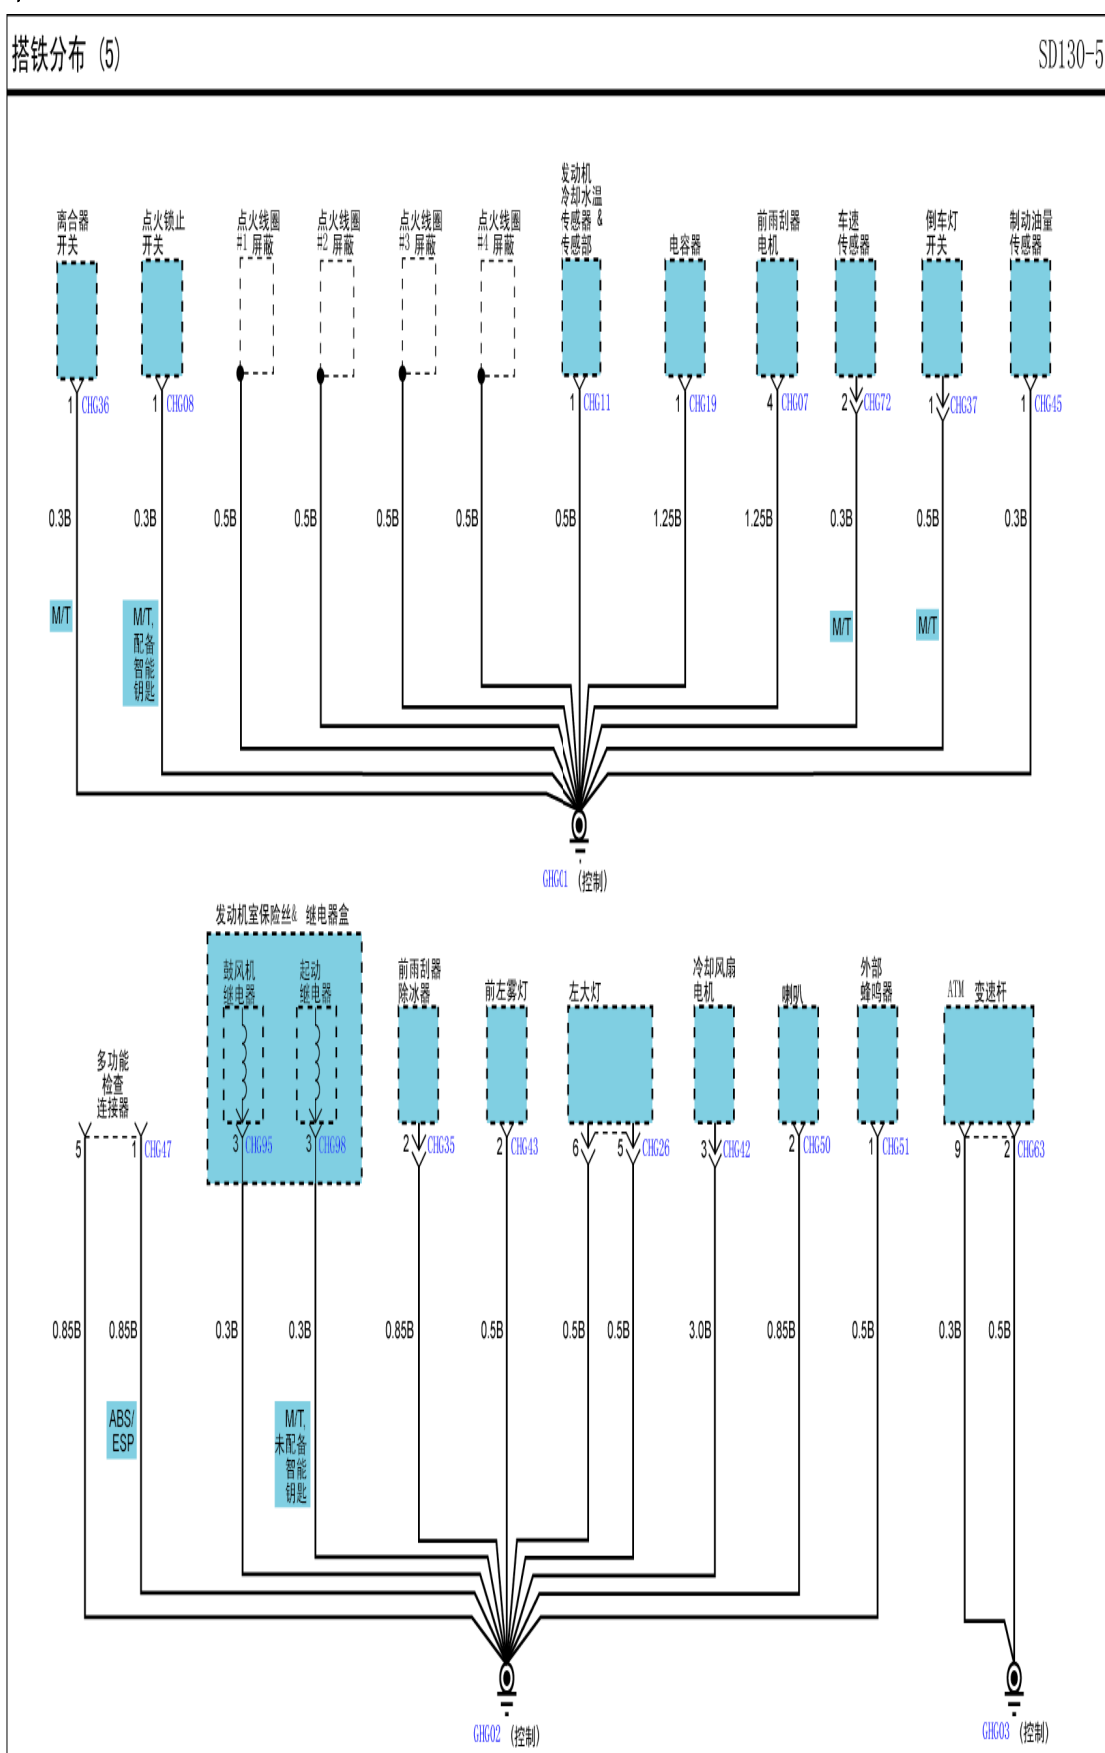 搭铁分布 (5)
SD130-5
离合器
开关
点火锁止
开关
点火线圈
#1 屏蔽
点火线圈
#2 屏蔽
点火线圈
#3 屏蔽
点火线圈
#4 屏蔽
发动机
冷却水温
传感器 &
传感部
电容器
前雨刮器
电机
车速
传感器
倒车灯
开关
制动油量
传感器
1 CHG36
1 CHG08
1 CHG11
1 CHG19
4 CHG07
2 CHG72
1 CHG37
1 CHG45
0.3B
0.3B
0.5B
0.5B
0.5B
0.5B
0.5B
1.25B
1.25B
0.3B
0.5B
0.3B
M/T
M/T,
配备
智能
钥匙
M/T
M/T
GHG01 (控制)
发动机室保险丝& 继电器盒
多功能
检查
连接器
鼓风机
继电器
起动
继电器
前雨刮器
除冰器
前左雾灯
左大灯
冷却风扇
电机
喇叭
外部
蜂鸣器
ATM 变速杆
5
1 CHG47
3 CHG95
3 CHG98
2 CHG35
2 CHG43
6
5 CHG26
3 CHG42
2 CHG50
1 CHG51
9
2 CHG63
0.85B
0.85B
0.3B
0.3B
0.85B
0.5B
0.5B
0.5B
3.0B
0.85B
0.5B
0.3B
0.5B
ABS/
ESP
M/T,
未配备
智能
钥匙
GHG02 (控制)
GHG03 (控制)